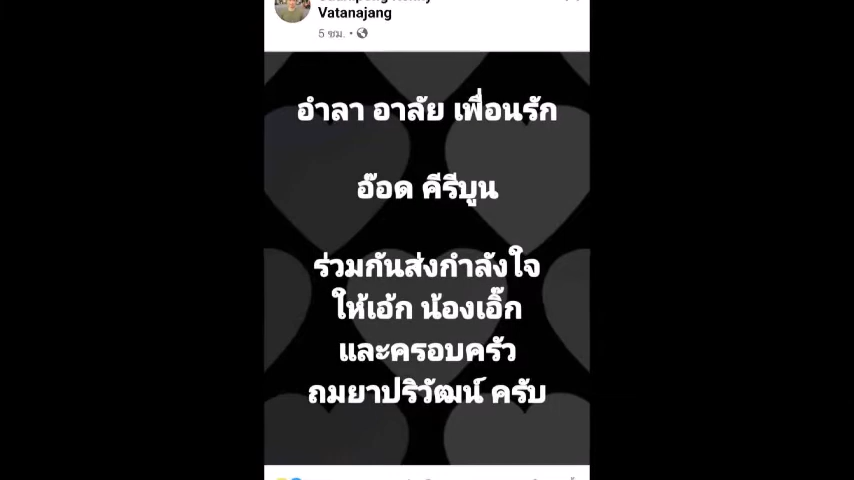 Vatanajang
5 ชม.
อำลา อาลัย เพื่อนรัก
อ๊อด คีรีบูน
ร่วมกันส่งกำลังใจ
ให้เอ้ก น้องเอิ๊ก
และครอบครัว
ถมยาปริวัฒน์ ครับ